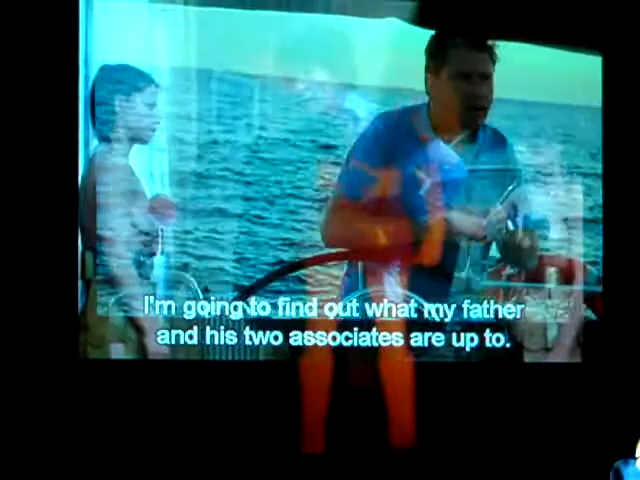 I'm going to find out what my father
and his two associates are up to.